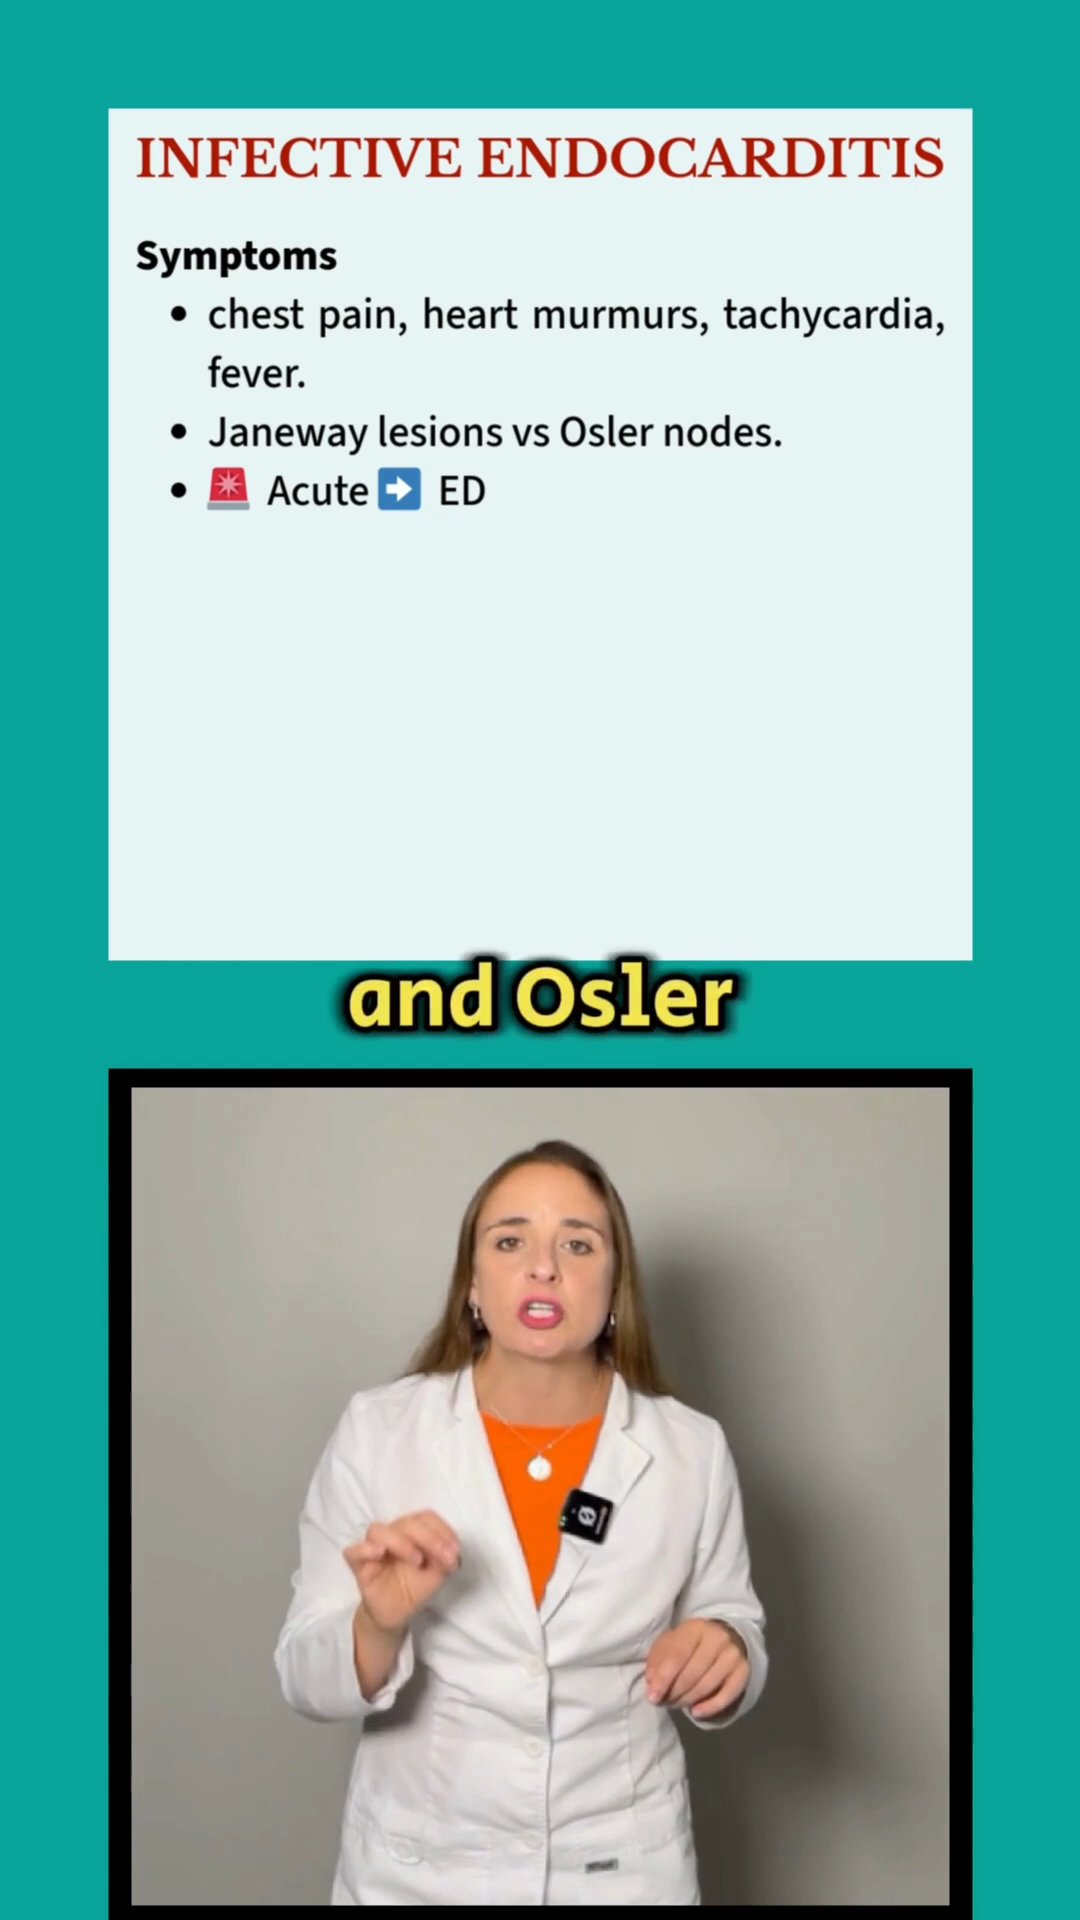 INFECTIVE ENDOCARDITIS
Symptoms
• chest pain, heart murmurs, tachycardia,
fever.
• Janeway lesions vs Osler nodes.
• 🚨 Acute ➡️ ED
and Osler